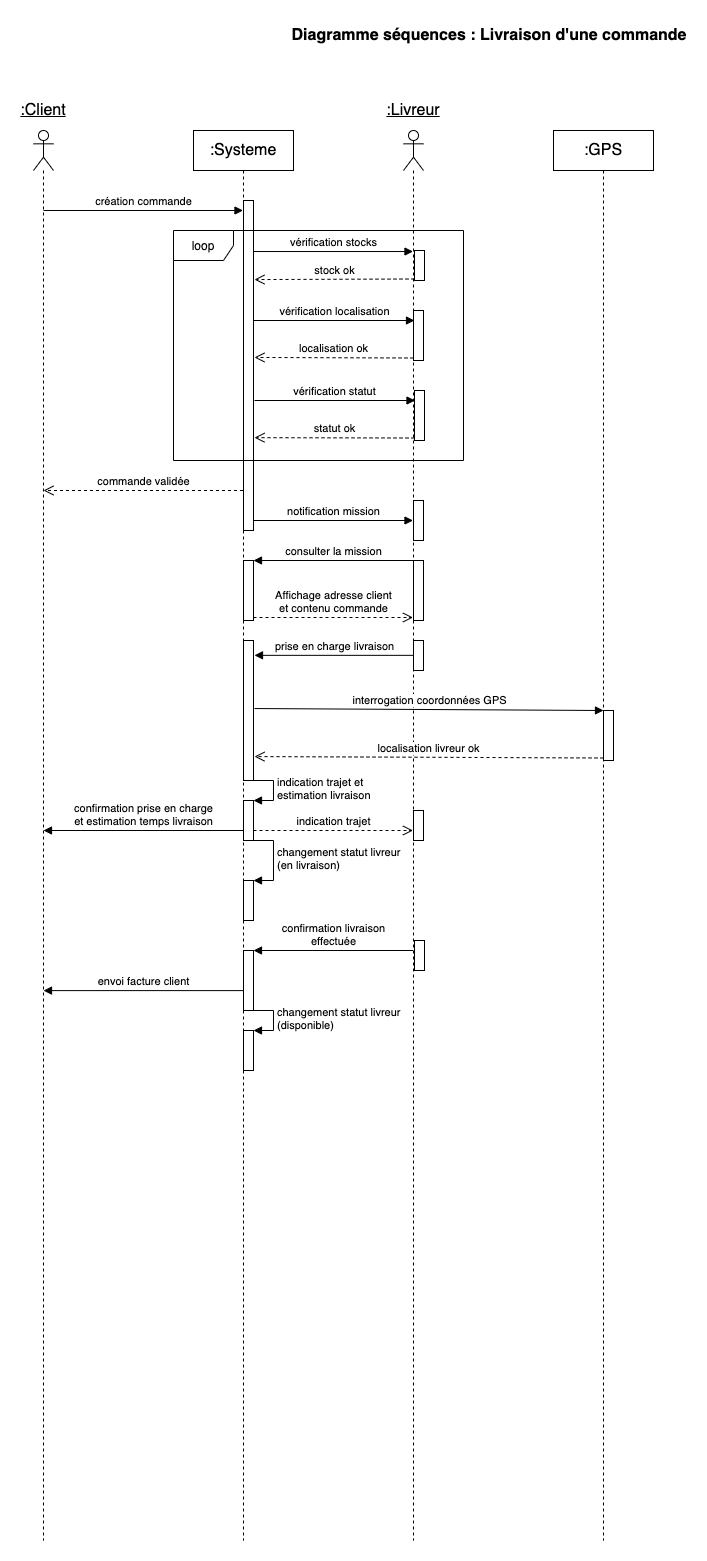 Diagramme séquences : Livraison d'une commande
:Client
:Livreur
:Systeme
:GPS
création commande
loop
vérification stocks
stock ok
vérification localisation
localisation ok
vérification statut
statut ok
commande validée
notification mission
consulter la mission
Affichage adresse client
et contenu commande
prise en charge livraison
interrogation coordonnées GPS
localisation livreur ok
indication trajet et
estimation livraison
confirmation prise en charge
et estimation temps livraison
indication trajet
changement statut livreur
(en livraison)
confirmation livraison
effectuée
envoi facture client
changement statut livreur
(disponible)